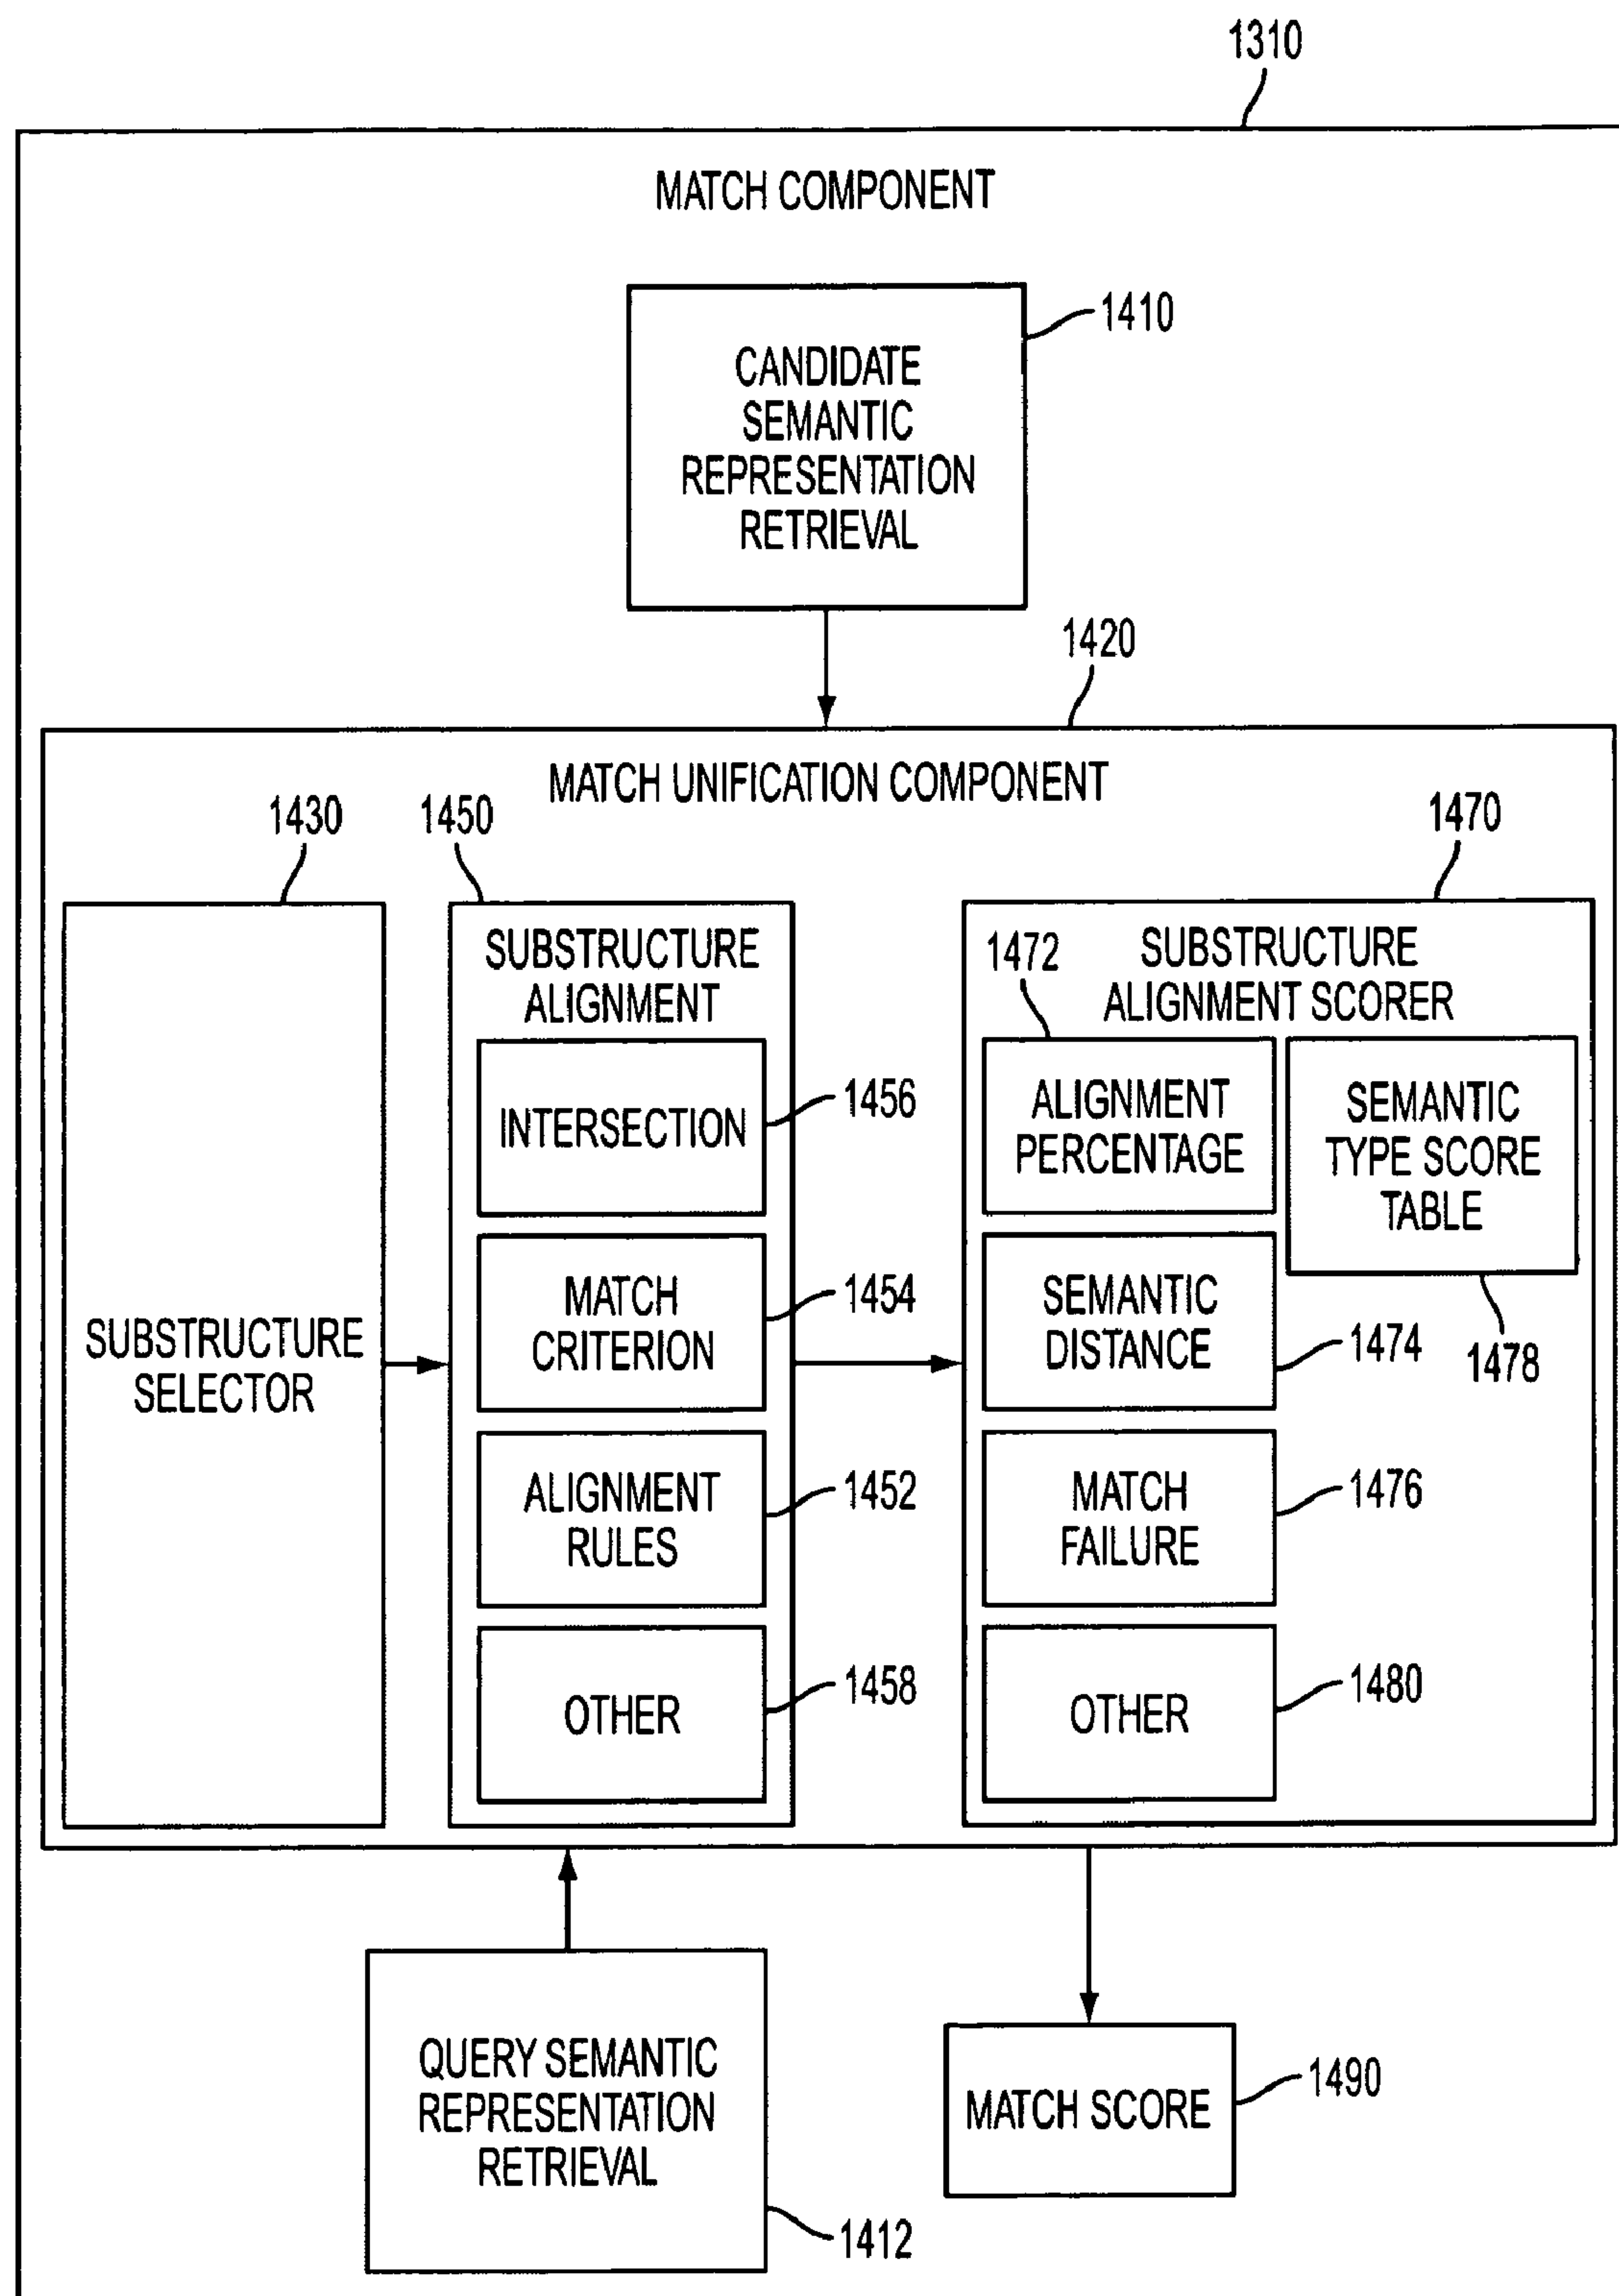 1310
MATCH COMPONENT
1410
CANDIDATE
SEMANTIC
REPRESENTATION
RETRIEVAL
1420
MATCH UNIFICATION COMPONENT
1430
1450
1470
SUBSTRUCTURE
SELECTOR
SUBSTRUCTURE
ALIGNMENT
INTERSECTION
1456
MATCH
CRITERION
1454
ALIGNMENT
RULES
1452
OTHER
1458
1472
SUBSTRUCTURE
ALIGNMENT SCORER
ALIGNMENT
PERCENTAGE
SEMANTIC
TYPE SCORE
TABLE
1478
SEMANTIC
DISTANCE
1474
MATCH
FAILURE
1476
OTHER
1480
QUERY SEMANTIC
REPRESENTATION
RETRIEVAL
1412
MATCH SCORE
1490